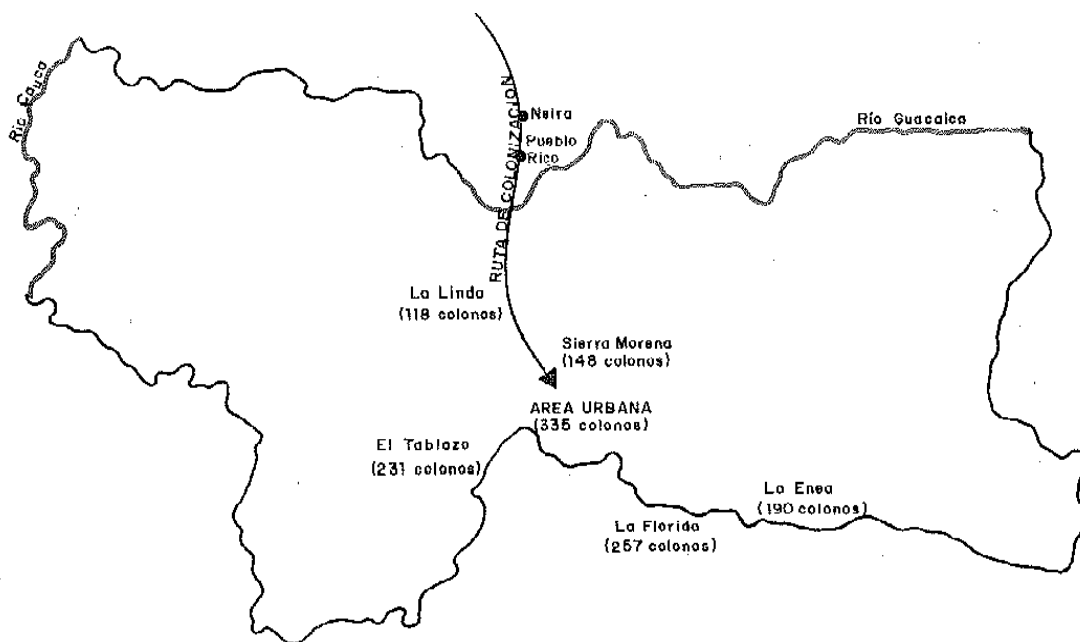 Río Cauca
RUTA DE COLONIZACION
Neira
Pueblo
Rico
Río Guacaica
La Linda
(118 colonos)
Sierra Morena
(148 colonos)
AREA URBANA
(335 colonos)
El Tablazo
(231 colonos)
La Enea
(190 colonos)
La Florida
(257 colonos)